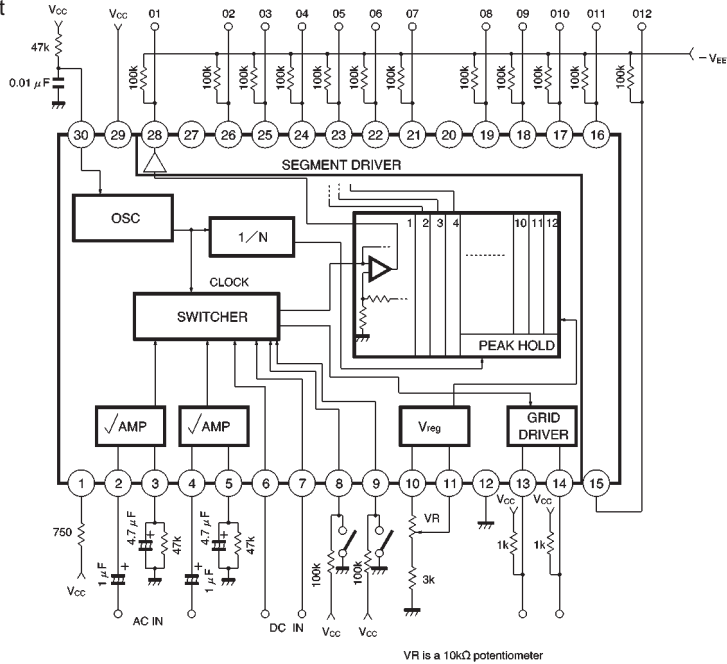 t
Vcc Vcc 01 02 03 04 05 06 07 08 09 010 011 012
47k
0.01 μF
100k 100k 100k 100k 100k 100k 100k 100k 100k 100k 100k 100k
–VEE
30 29 28 27 26 25 24 23 22 21 20 19 18 17 16
SEGMENT DRIVER
OSC
1/N
1 2 3 4 10 11 12
CLOCK
SWITCHER
PEAK HOLD
√AMP √AMP Vreg GRID
DRIVER
1 2 3 4 5 6 7 8 9 10 11 12 13 14 15
Vcc Vcc
750
1 μF
4.7 μF
47k
1 μF
4.7 μF
47k
100k
100k
VR
3k
1k
1k
Vcc
AC IN
DC IN
Vcc Vcc
VR is a 10kΩ potentiometer